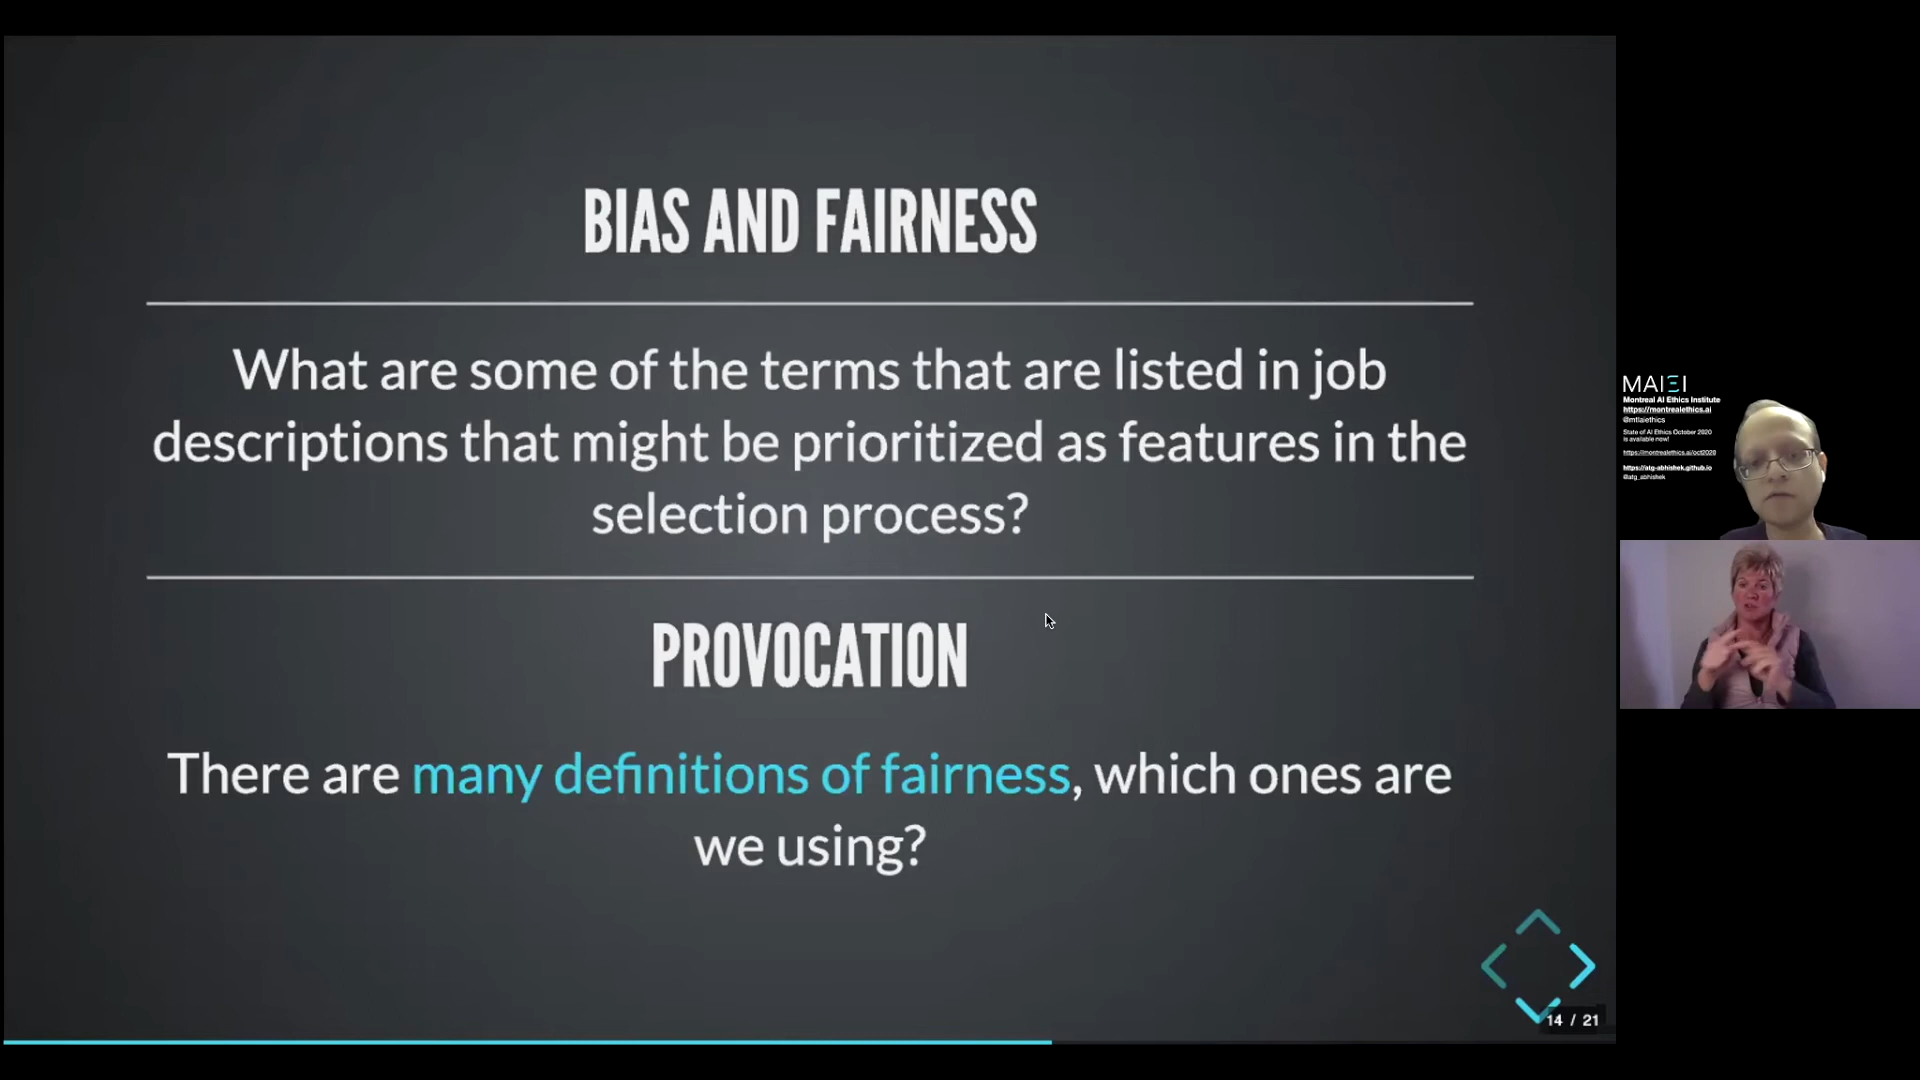 BIAS AND FAIRNESS
What are some of the terms that are listed in job
descriptions that might be prioritized as features in the
selection process?
PROVOCATION
There are many definitions of fairness, which ones are
we using?
14 / 21
MAIEI
Montreal AI Ethics Institute
https://montrealethics.ai
@mtlaiethics
State of AI Ethics October 2020
is available now!
https://montrealethics.ai/oct2020
https://atg-abhishek.github.io
@atg_abhishek